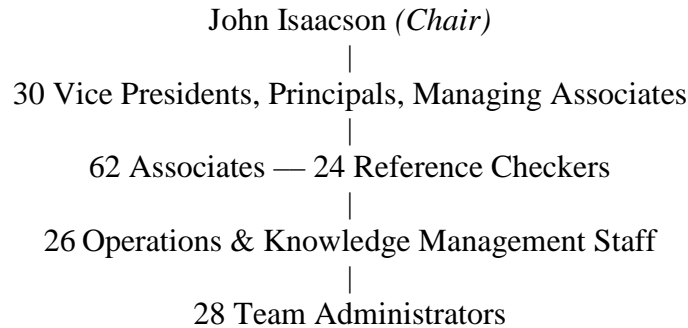 John Isaacson (Chair)
|
30 Vice Presidents, Principals, Managing Associates
|
62 Associates — 24 Reference Checkers
|
26 Operations & Knowledge Management Staff
|
28 Team Administrators